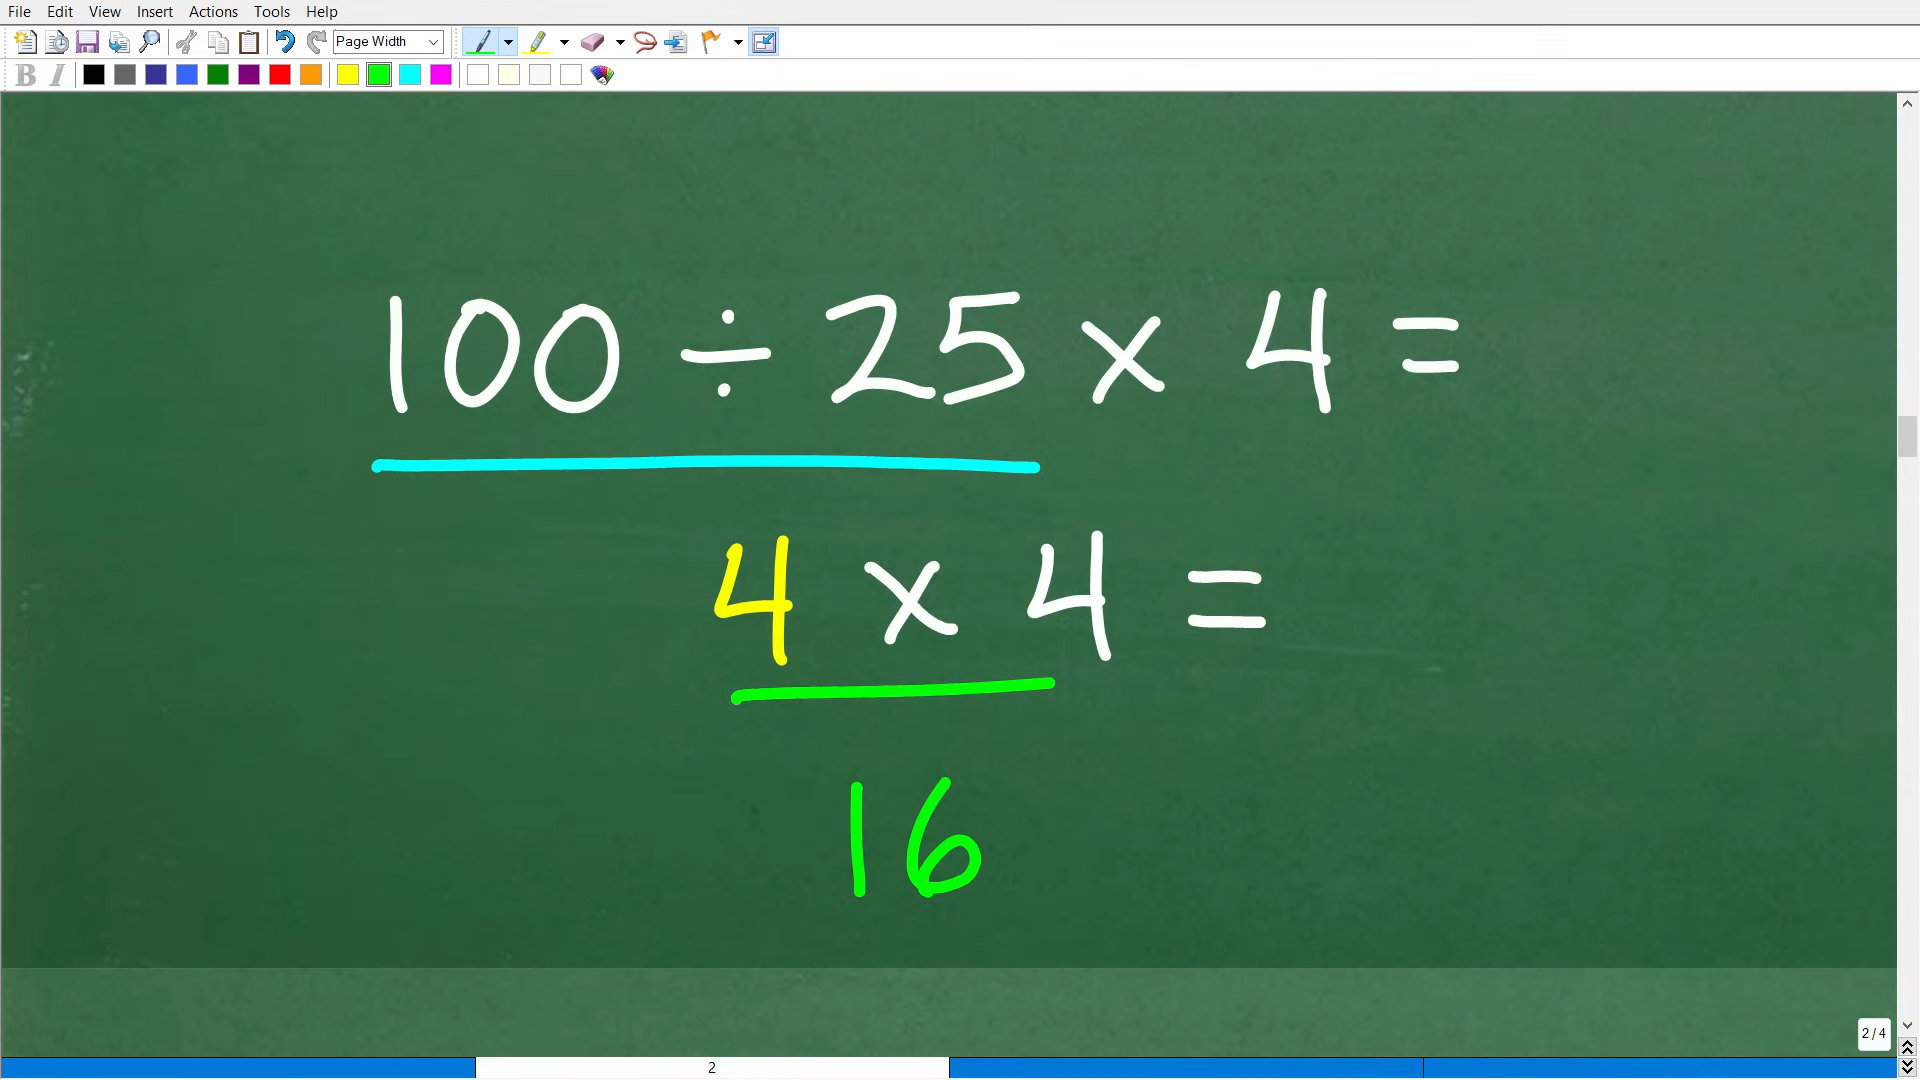 File Edit View Insert Actions Tools Help
Page Width
B I
100 ÷ 25 x 4 =
4 x 4 =
16
2 / 4
2